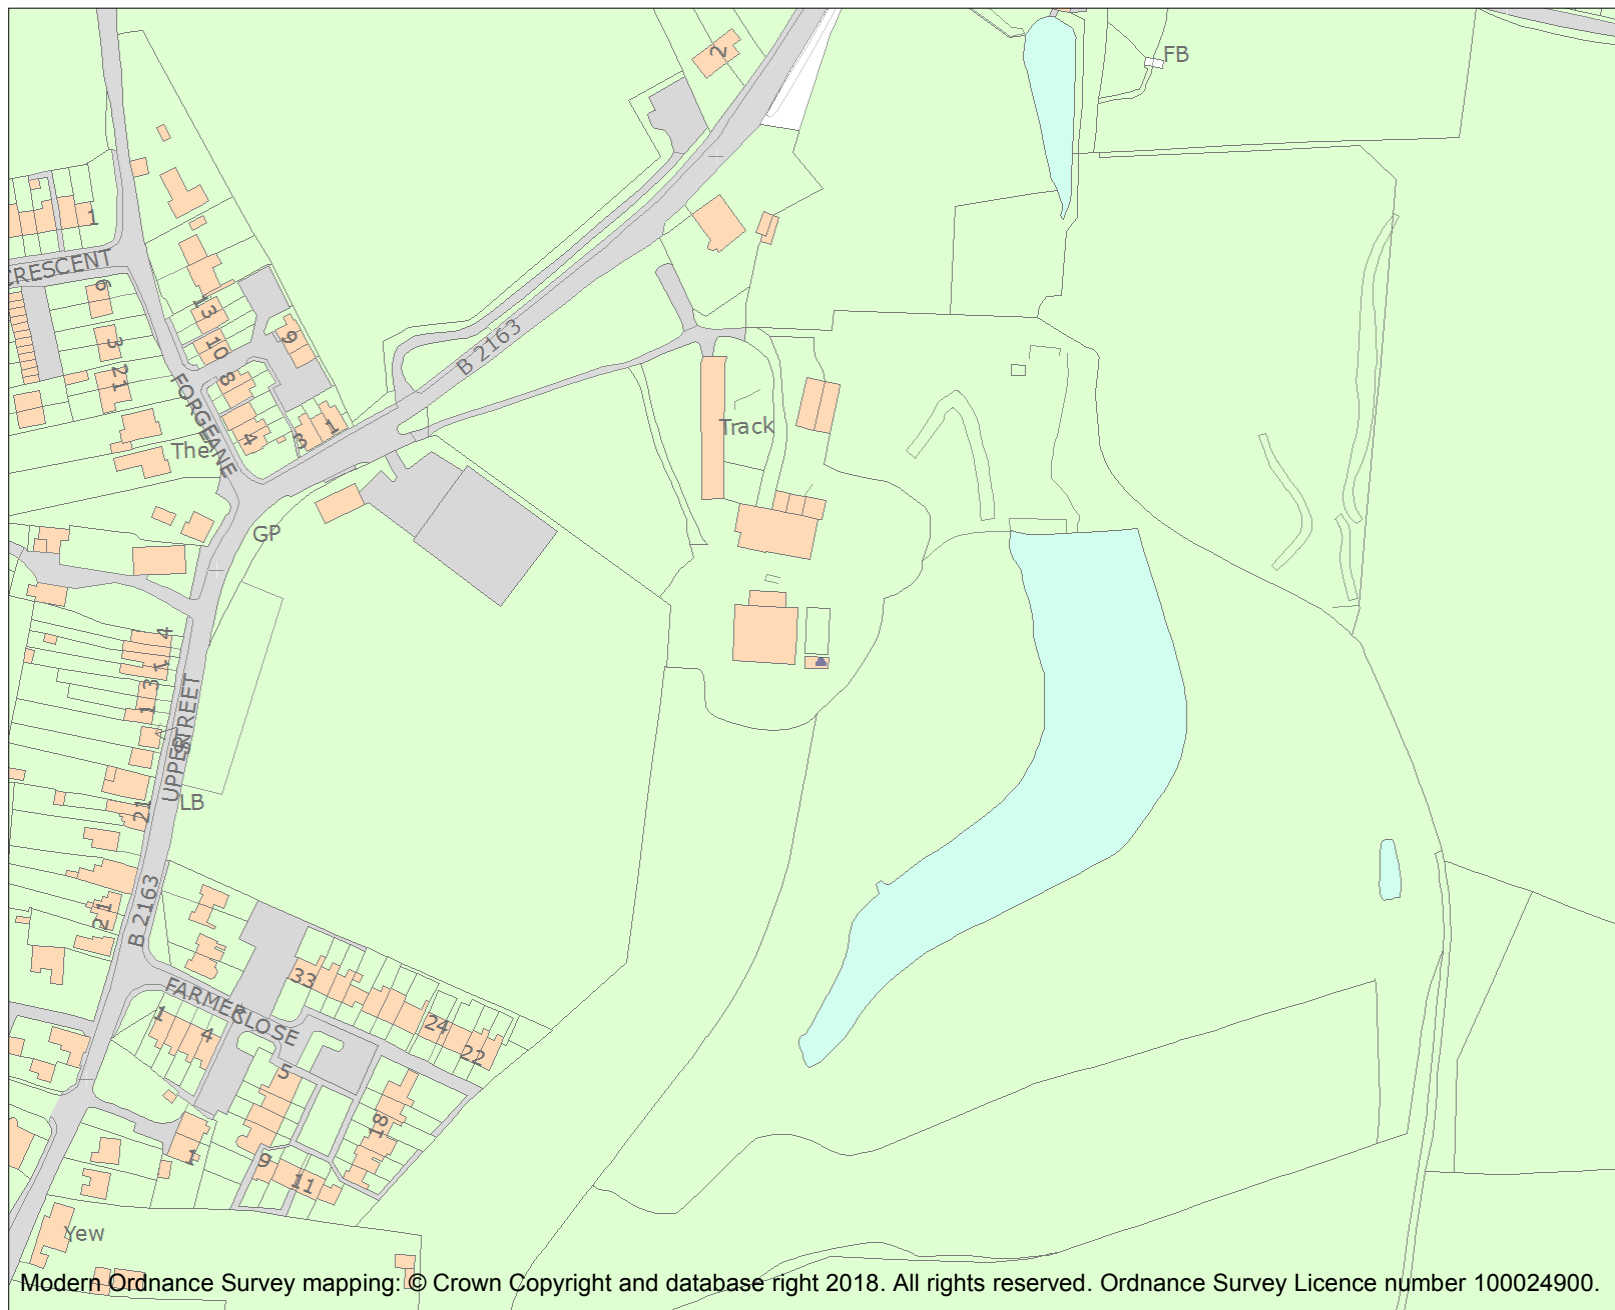 2
FB
1
CRESCENT
6
13
9
3
10
B 2163
21
8
FORGE LANE
4
3
1
Track
The
GP
4
1
3
1
UPPER STREET
LB
21
B 2163
21
33
FARMER CLOSE
1
4
24
22
5
18
1
9
11
Yew
Modern Ordnance Survey mapping: © Crown Copyright and database right 2018. All rights reserved. Ordnance Survey Licence number 100024900.